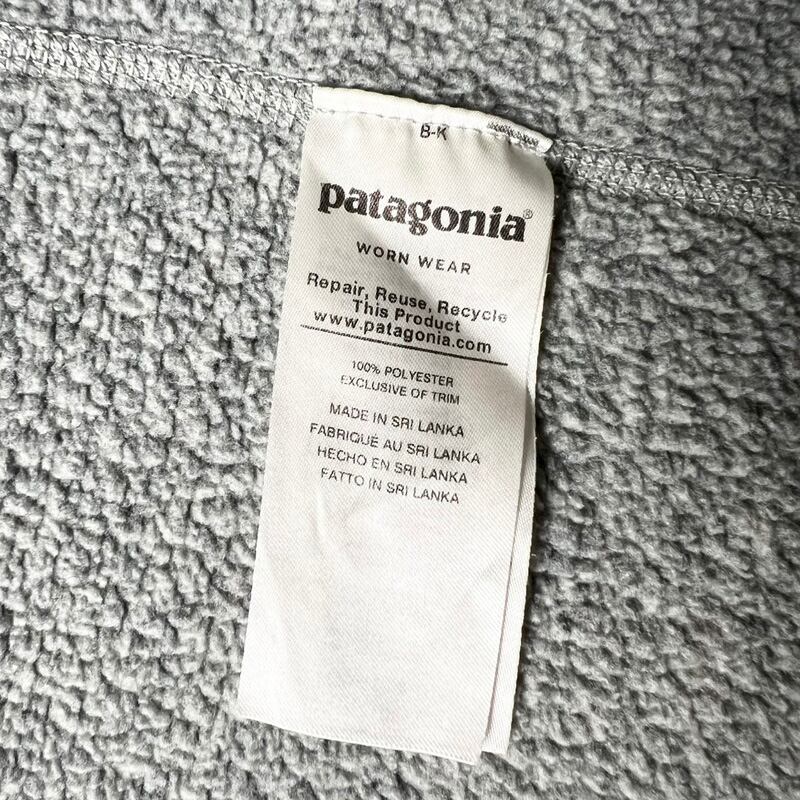 B-K
patagonia®
WORN WEAR
Repair, Reuse, Recycle
This Product
www.patagonia.com
100% POLYESTER
EXCLUSIVE OF TRIM
MADE IN SRI LANKA
FABRIQUÉ AU SRI LANKA
HECHO EN SRI LANKA
FATTO IN SRI LANKA